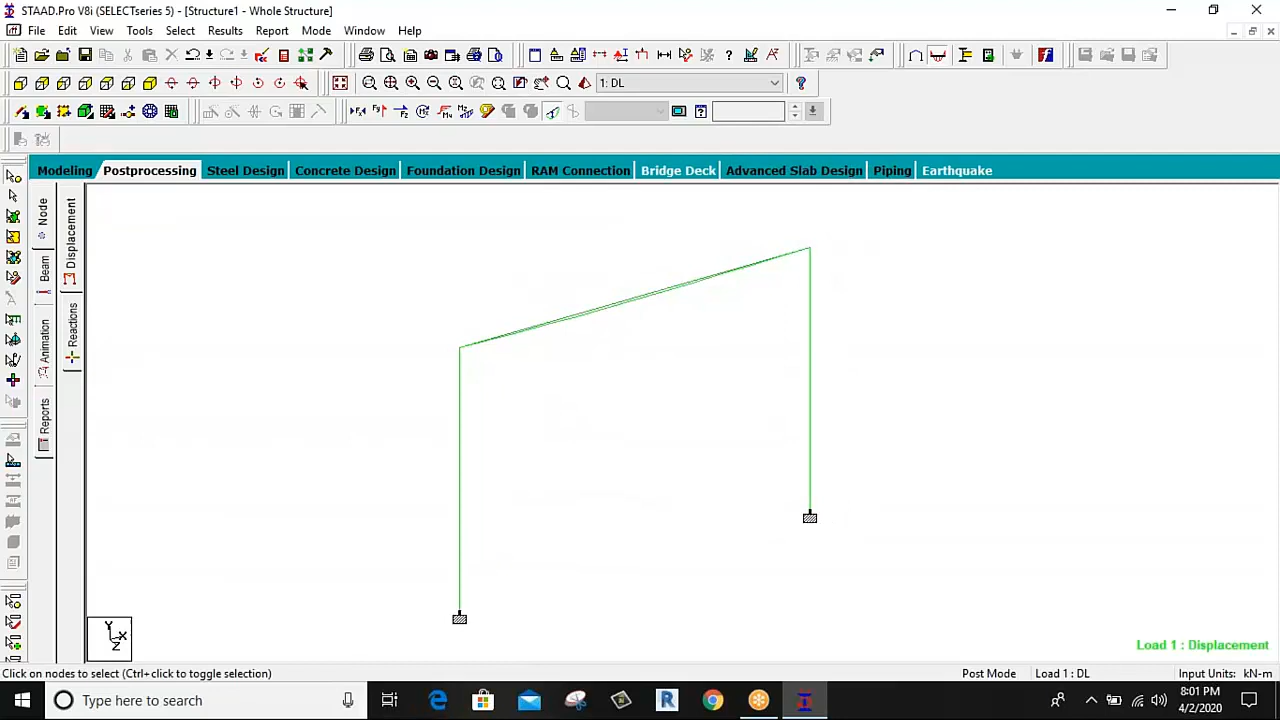 STAAD.Pro V8i (SELECTseries 5) - [Structure1 - Whole Structure]
File Edit View Tools Select Results Report Mode Window Help
1: DL
Modeling Postprocessing Steel Design Concrete Design Foundation Design RAM Connection Bridge Deck Advanced Slab Design Piping Earthquake
Node
Beam
Animation
Reports
Displacement
Reactions
Y
X
Z
Load 1 : Displacement
Click on nodes to select (Ctrl+click to toggle selection)
Post Mode
Load 1 : DL
Input Units: kN-m
Type here to search
8:01 PM
4/2/2020